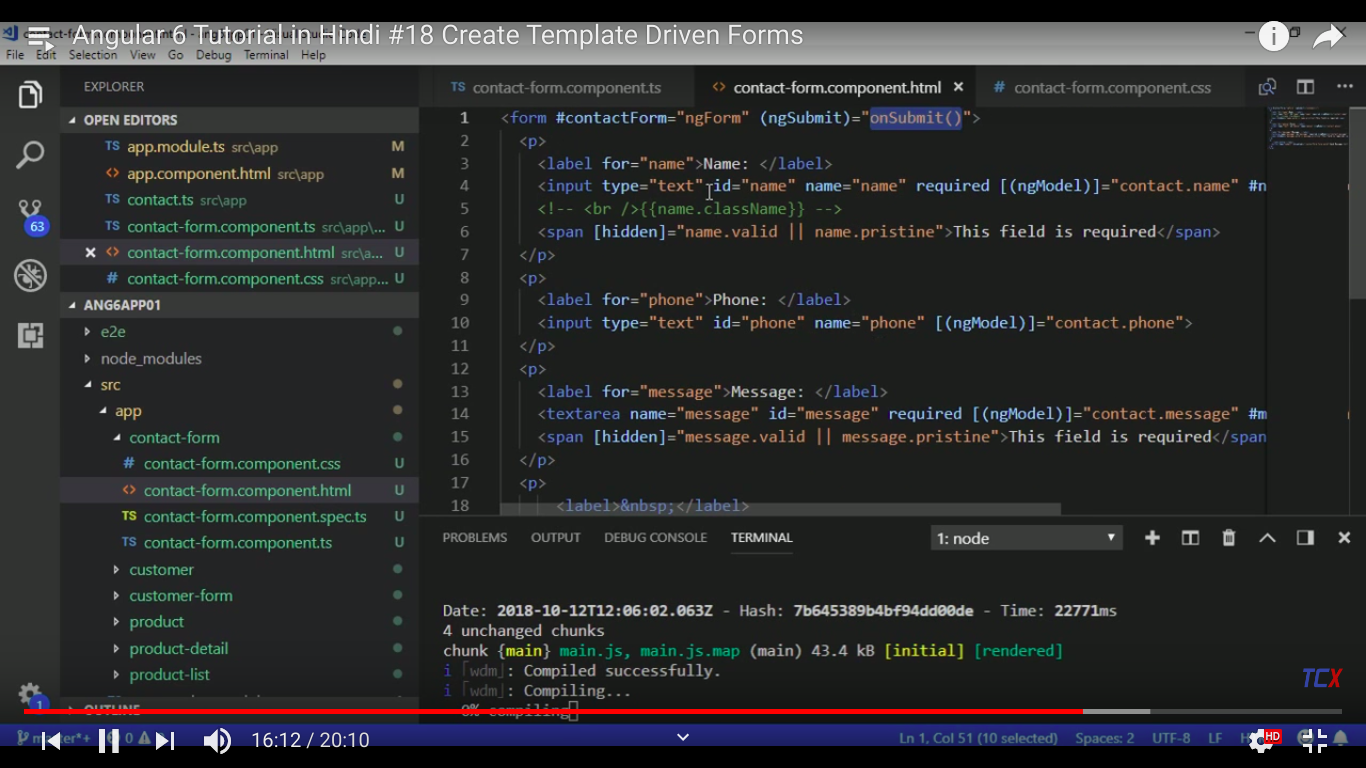 Angular 6 Tutorial in Hindi #18 Create Template Driven Forms
File Edit Selection View Go Debug Terminal Help
EXPLORER
OPEN EDITORS
TS app.module.ts src\app M
<> app.component.html src\app M
TS contact.ts src\app U
TS contact-form.component.ts src\app\... U
63
<> contact-form.component.html src\a... U
# contact-form.component.css src\app... U
ANG6APP01
e2e
node_modules
src
app
contact-form
# contact-form.component.css U
<> contact-form.component.html U
TS contact-form.component.spec.ts U
TS contact-form.component.ts U
customer
customer-form
product
product-detail
product-list
1
OUTLINE
TS contact-form.component.ts <> contact-form.component.html × # contact-form.component.css
1 <form #contactForm="ngForm" (ngSubmit)="onSubmit()">
2 <p>
3 <label for="name">Name: </label>
4 <input type="text" id="name" name="name" required [(ngModel)]="contact.name" #n
5 <!-- <br />{{name.className}} -->
6 <span [hidden]="name.valid || name.pristine">This field is required</span>
7 </p>
8 <p>
9 <label for="phone">Phone: </label>
10 <input type="text" id="phone" name="phone" [(ngModel)]="contact.phone">
11 </p>
12 <p>
13 <label for="message">Message: </label>
14 <textarea name="message" id="message" required [(ngModel)]="contact.message" #m
15 <span [hidden]="message.valid || message.pristine">This field is required</span
16 </p>
17 <p>
18 <label>&nbsp;</label>
PROBLEMS OUTPUT DEBUG CONSOLE TERMINAL 1: node
Date: 2018-10-12T12:06:02.063Z - Hash: 7b645389b4bf94dd00de - Time: 22771ms
4 unchanged chunks
chunk {main} main.js, main.js.map (main) 43.4 kB [initial] [rendered]
i ｢wdm｣: Compiled successfully.
i ｢wdm｣: Compiling...
0% compiling
TCX
16:12 / 20:10
Ln 1, Col 51 (10 selected) Spaces: 2 UTF-8 LF
HD